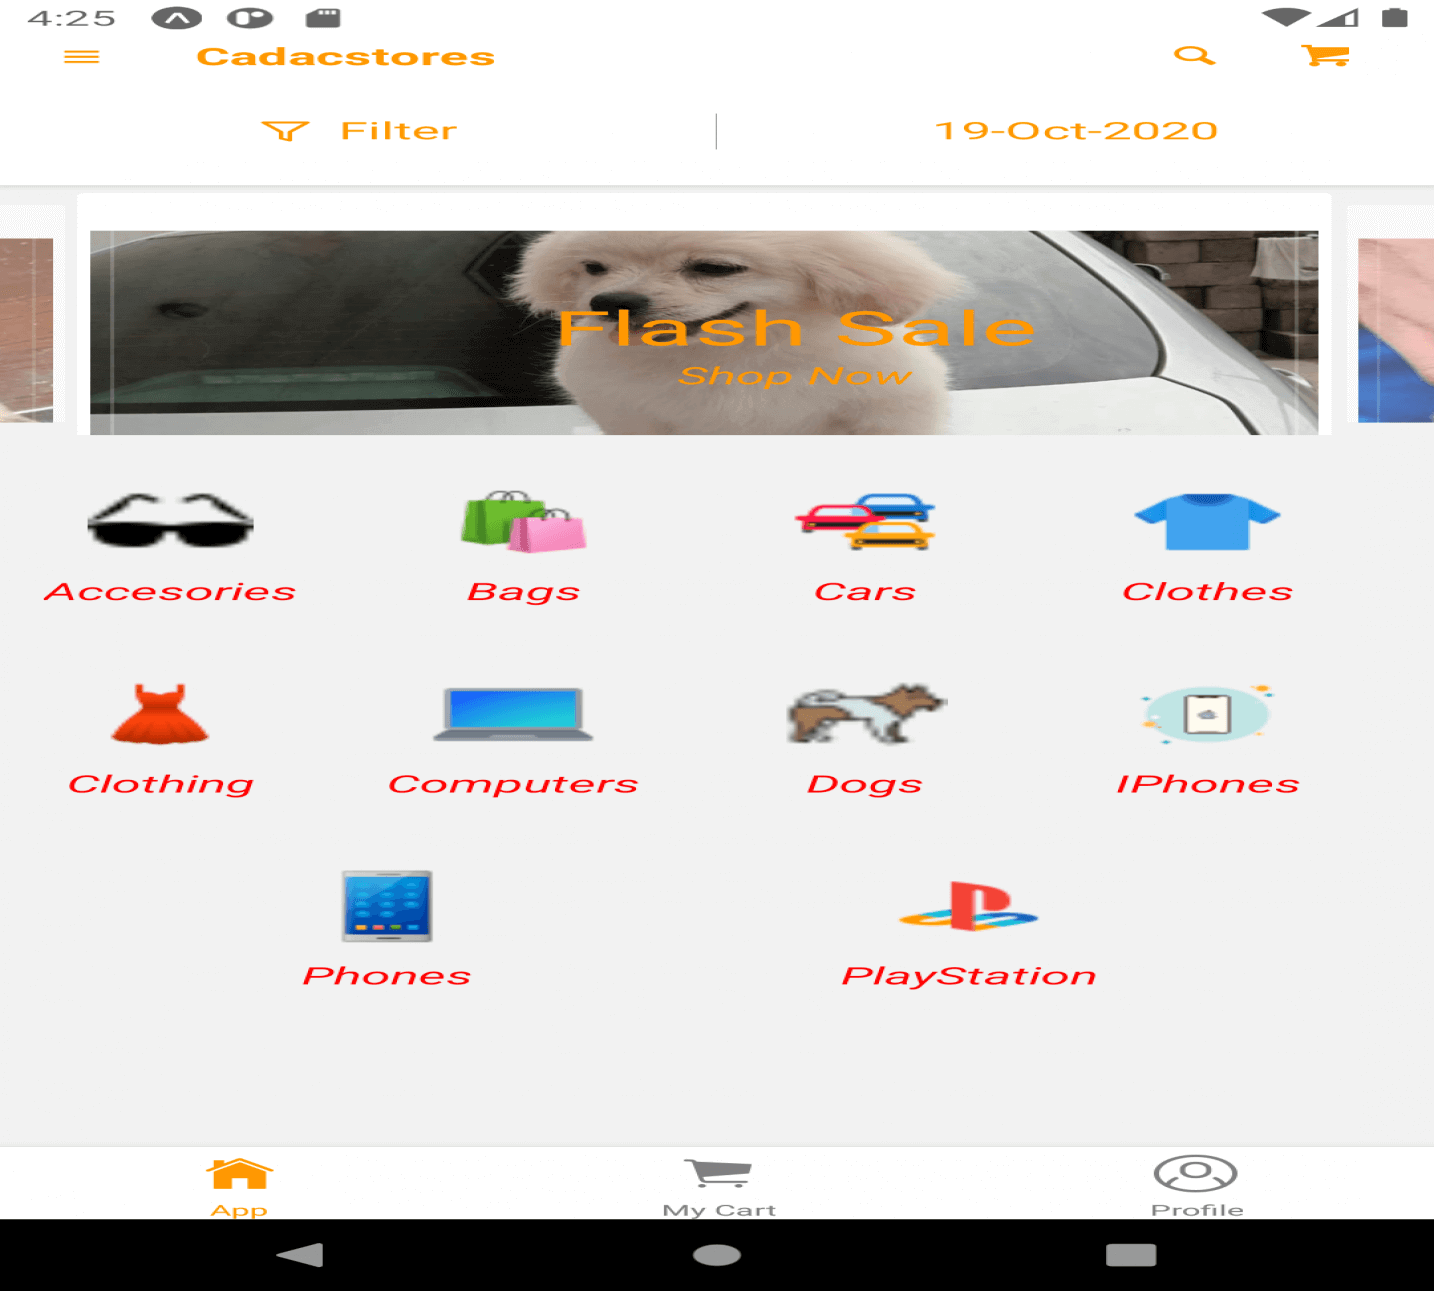 4:25
Cadacstores
Filter
19-Oct-2020
Flash Sale
Shop Now
Accesories
Bags
Cars
Clothes
Clothing
Computers
Dogs
IPhones
Phones
PlayStation
App
My Cart
Profile